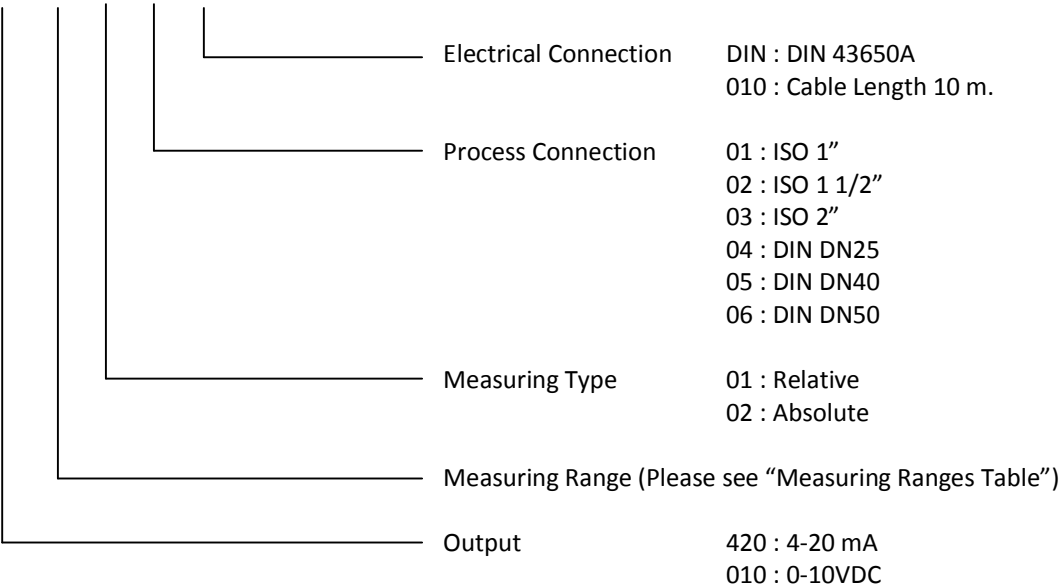 Electrical Connection DIN : DIN 43650A
010 : Cable Length 10 m.
Process Connection 01 : ISO 1”
02 : ISO 1 1/2”
03 : ISO 2”
04 : DIN DN25
05 : DIN DN40
06 : DIN DN50
Measuring Type 01 : Relative
02 : Absolute
Measuring Range (Please see “Measuring Ranges Table”)
Output 420 : 4-20 mA
010 : 0-10VDC